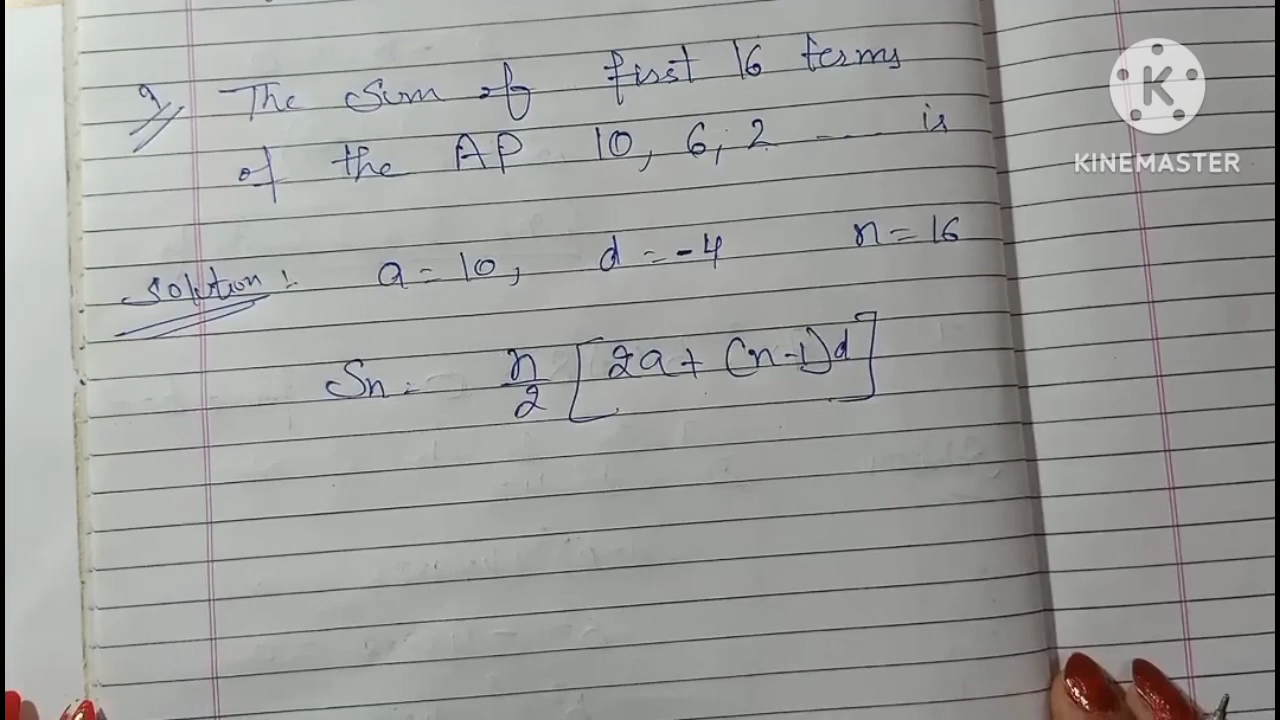 The sum of first 16 terms
of the AP 10, 6, 2 ---- is
Solution: a = 10, d = -4 n = 16
Sn = n/2 [2a + (n-1)d]
K
KINEMASTER